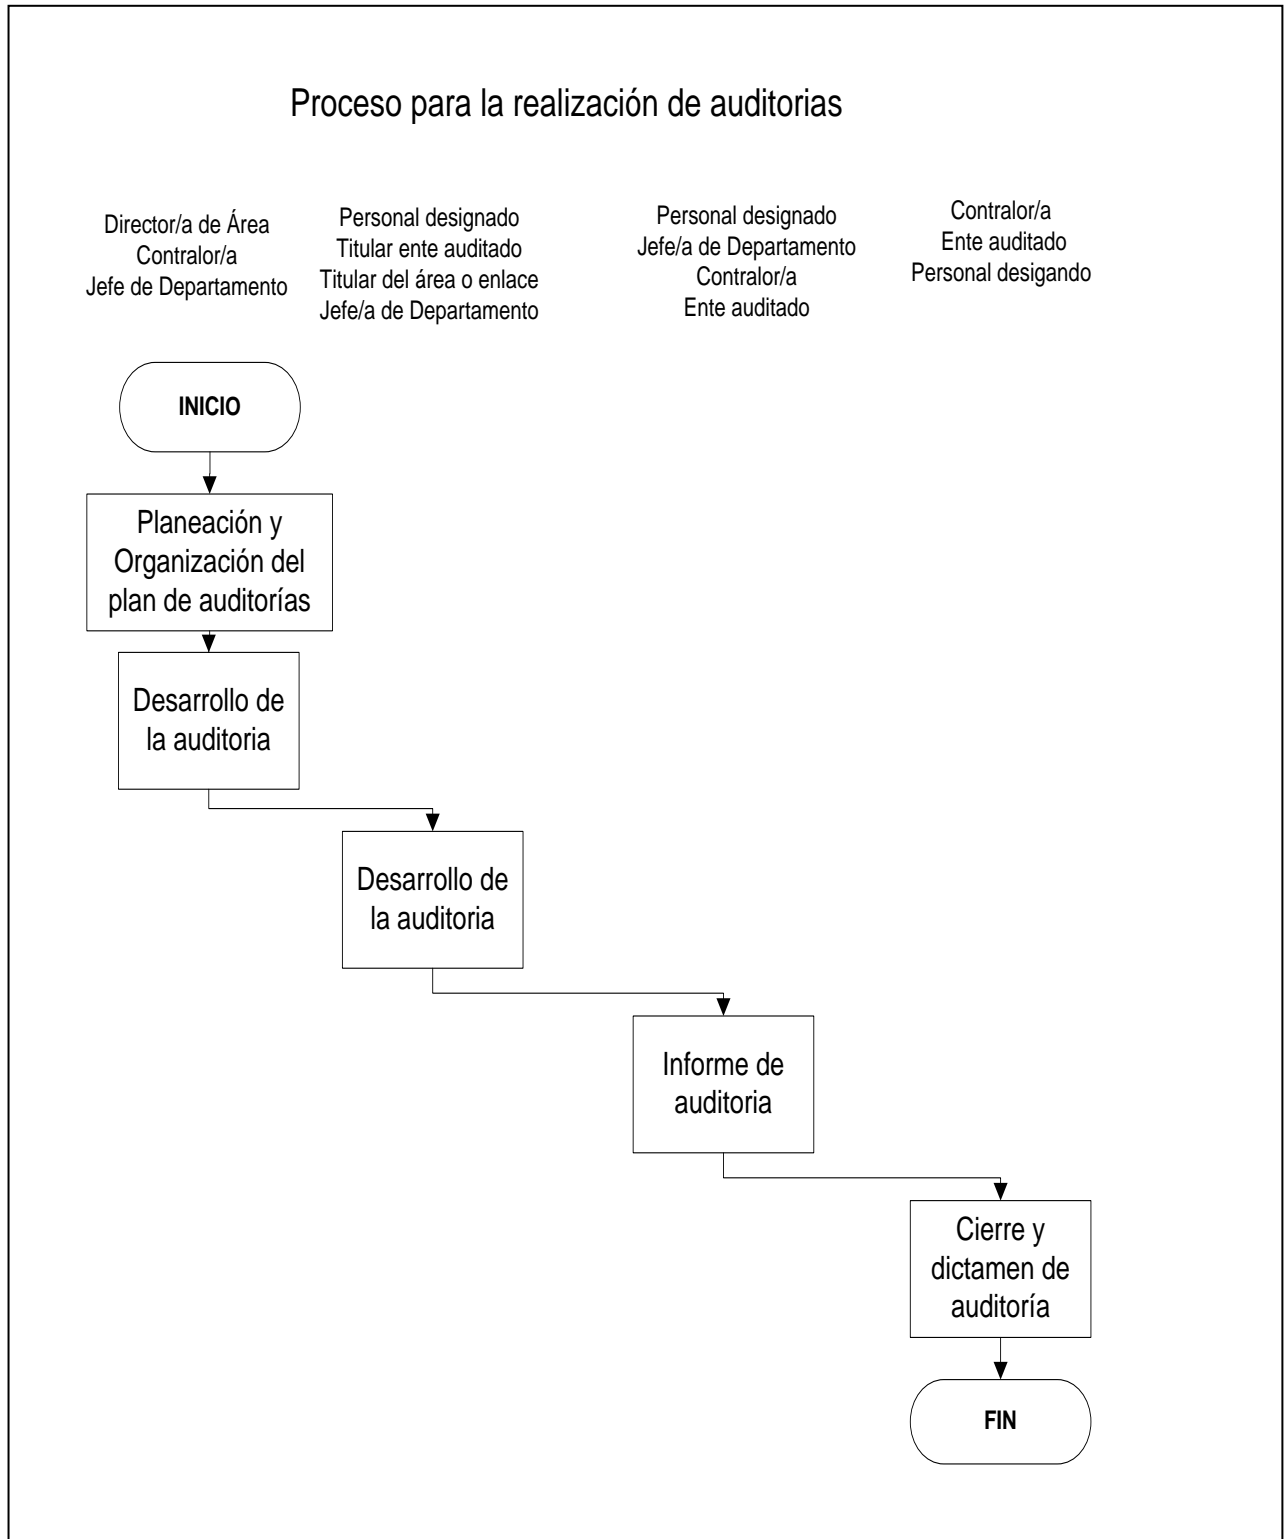 Proceso para la realización de auditorias
Director/a de Área
Contralor/a
Jefe de Departamento
Personal designado
Titular ente auditado
Titular del área o enlace
Jefe/a de Departamento
Personal designado
Jefe/a de Departamento
Contralor/a
Ente auditado
Contralor/a
Ente auditado
Personal desigando
INICIO
Planeación y
Organización del
plan de auditorías
Desarrollo de
la auditoria
Desarrollo de
la auditoria
Informe de
auditoria
Cierre y
dictamen de
auditoría
FIN